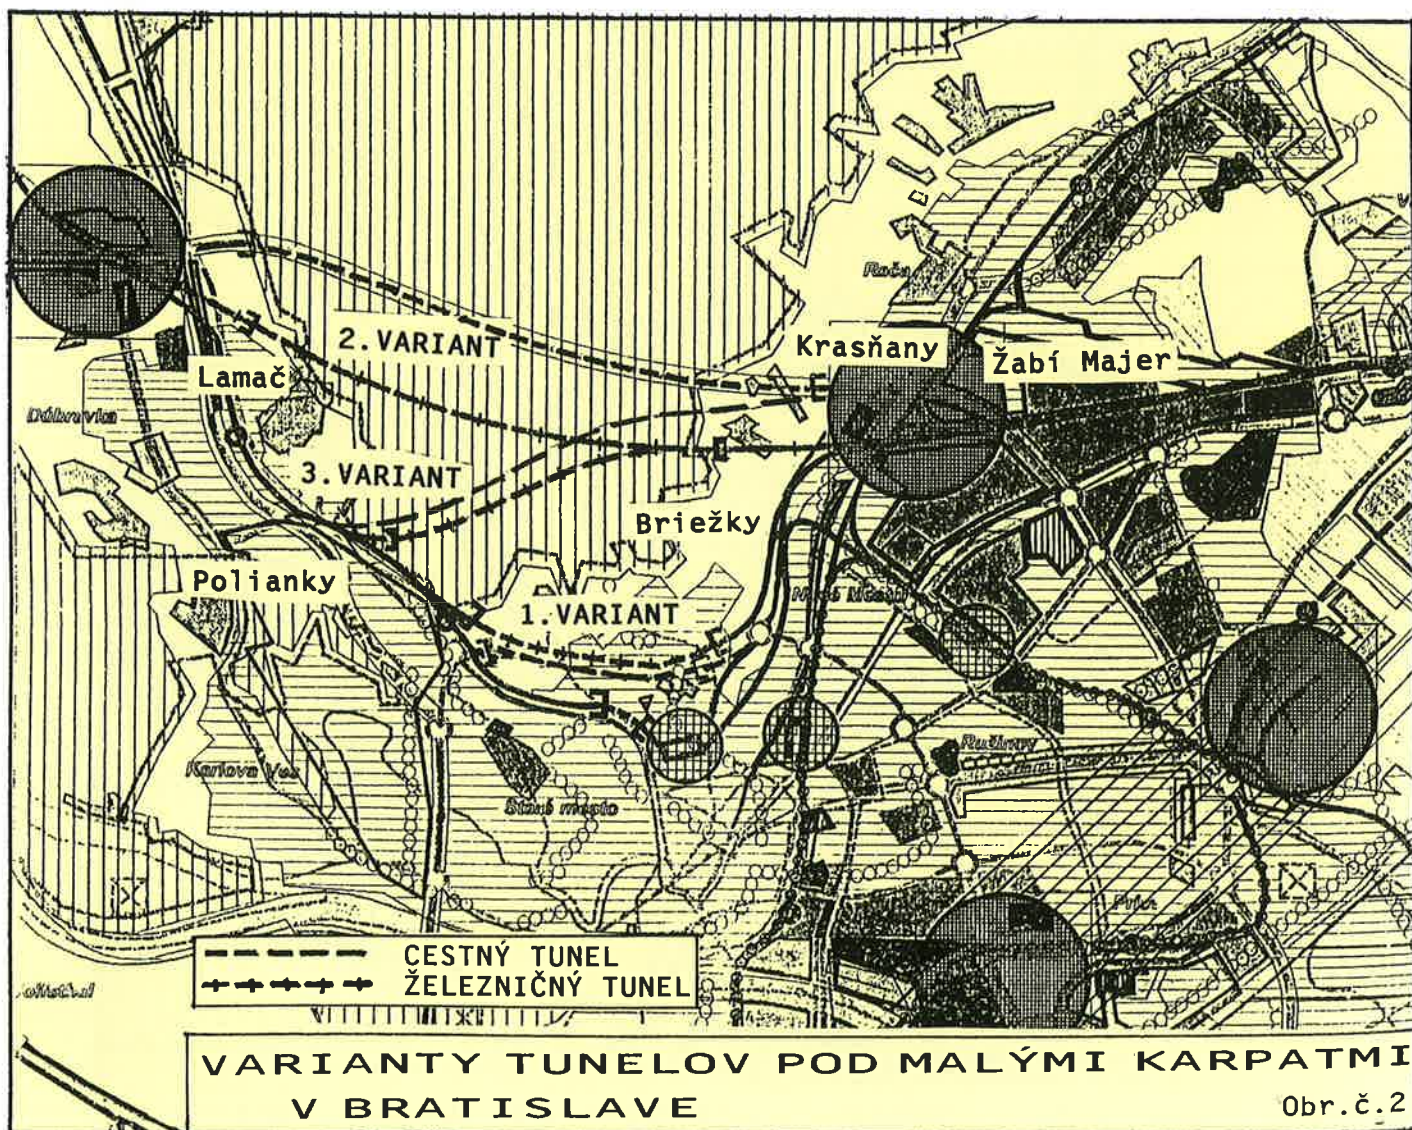 Rača
Krasňany
Žabí Majer
2.VARIANT
Lamač
Dúbravka
3.VARIANT
Briežky
Polianky
1.VARIANT
Nové Mesto
Ružinov
Karlova Ves
Staré mesto
CESTNÝ TUNEL
ŽELEZNIČNÝ TUNEL
VARIANTY TUNELOV POD MALÝMI KARPATMI
V BRATISLAVE
Obr.č.2